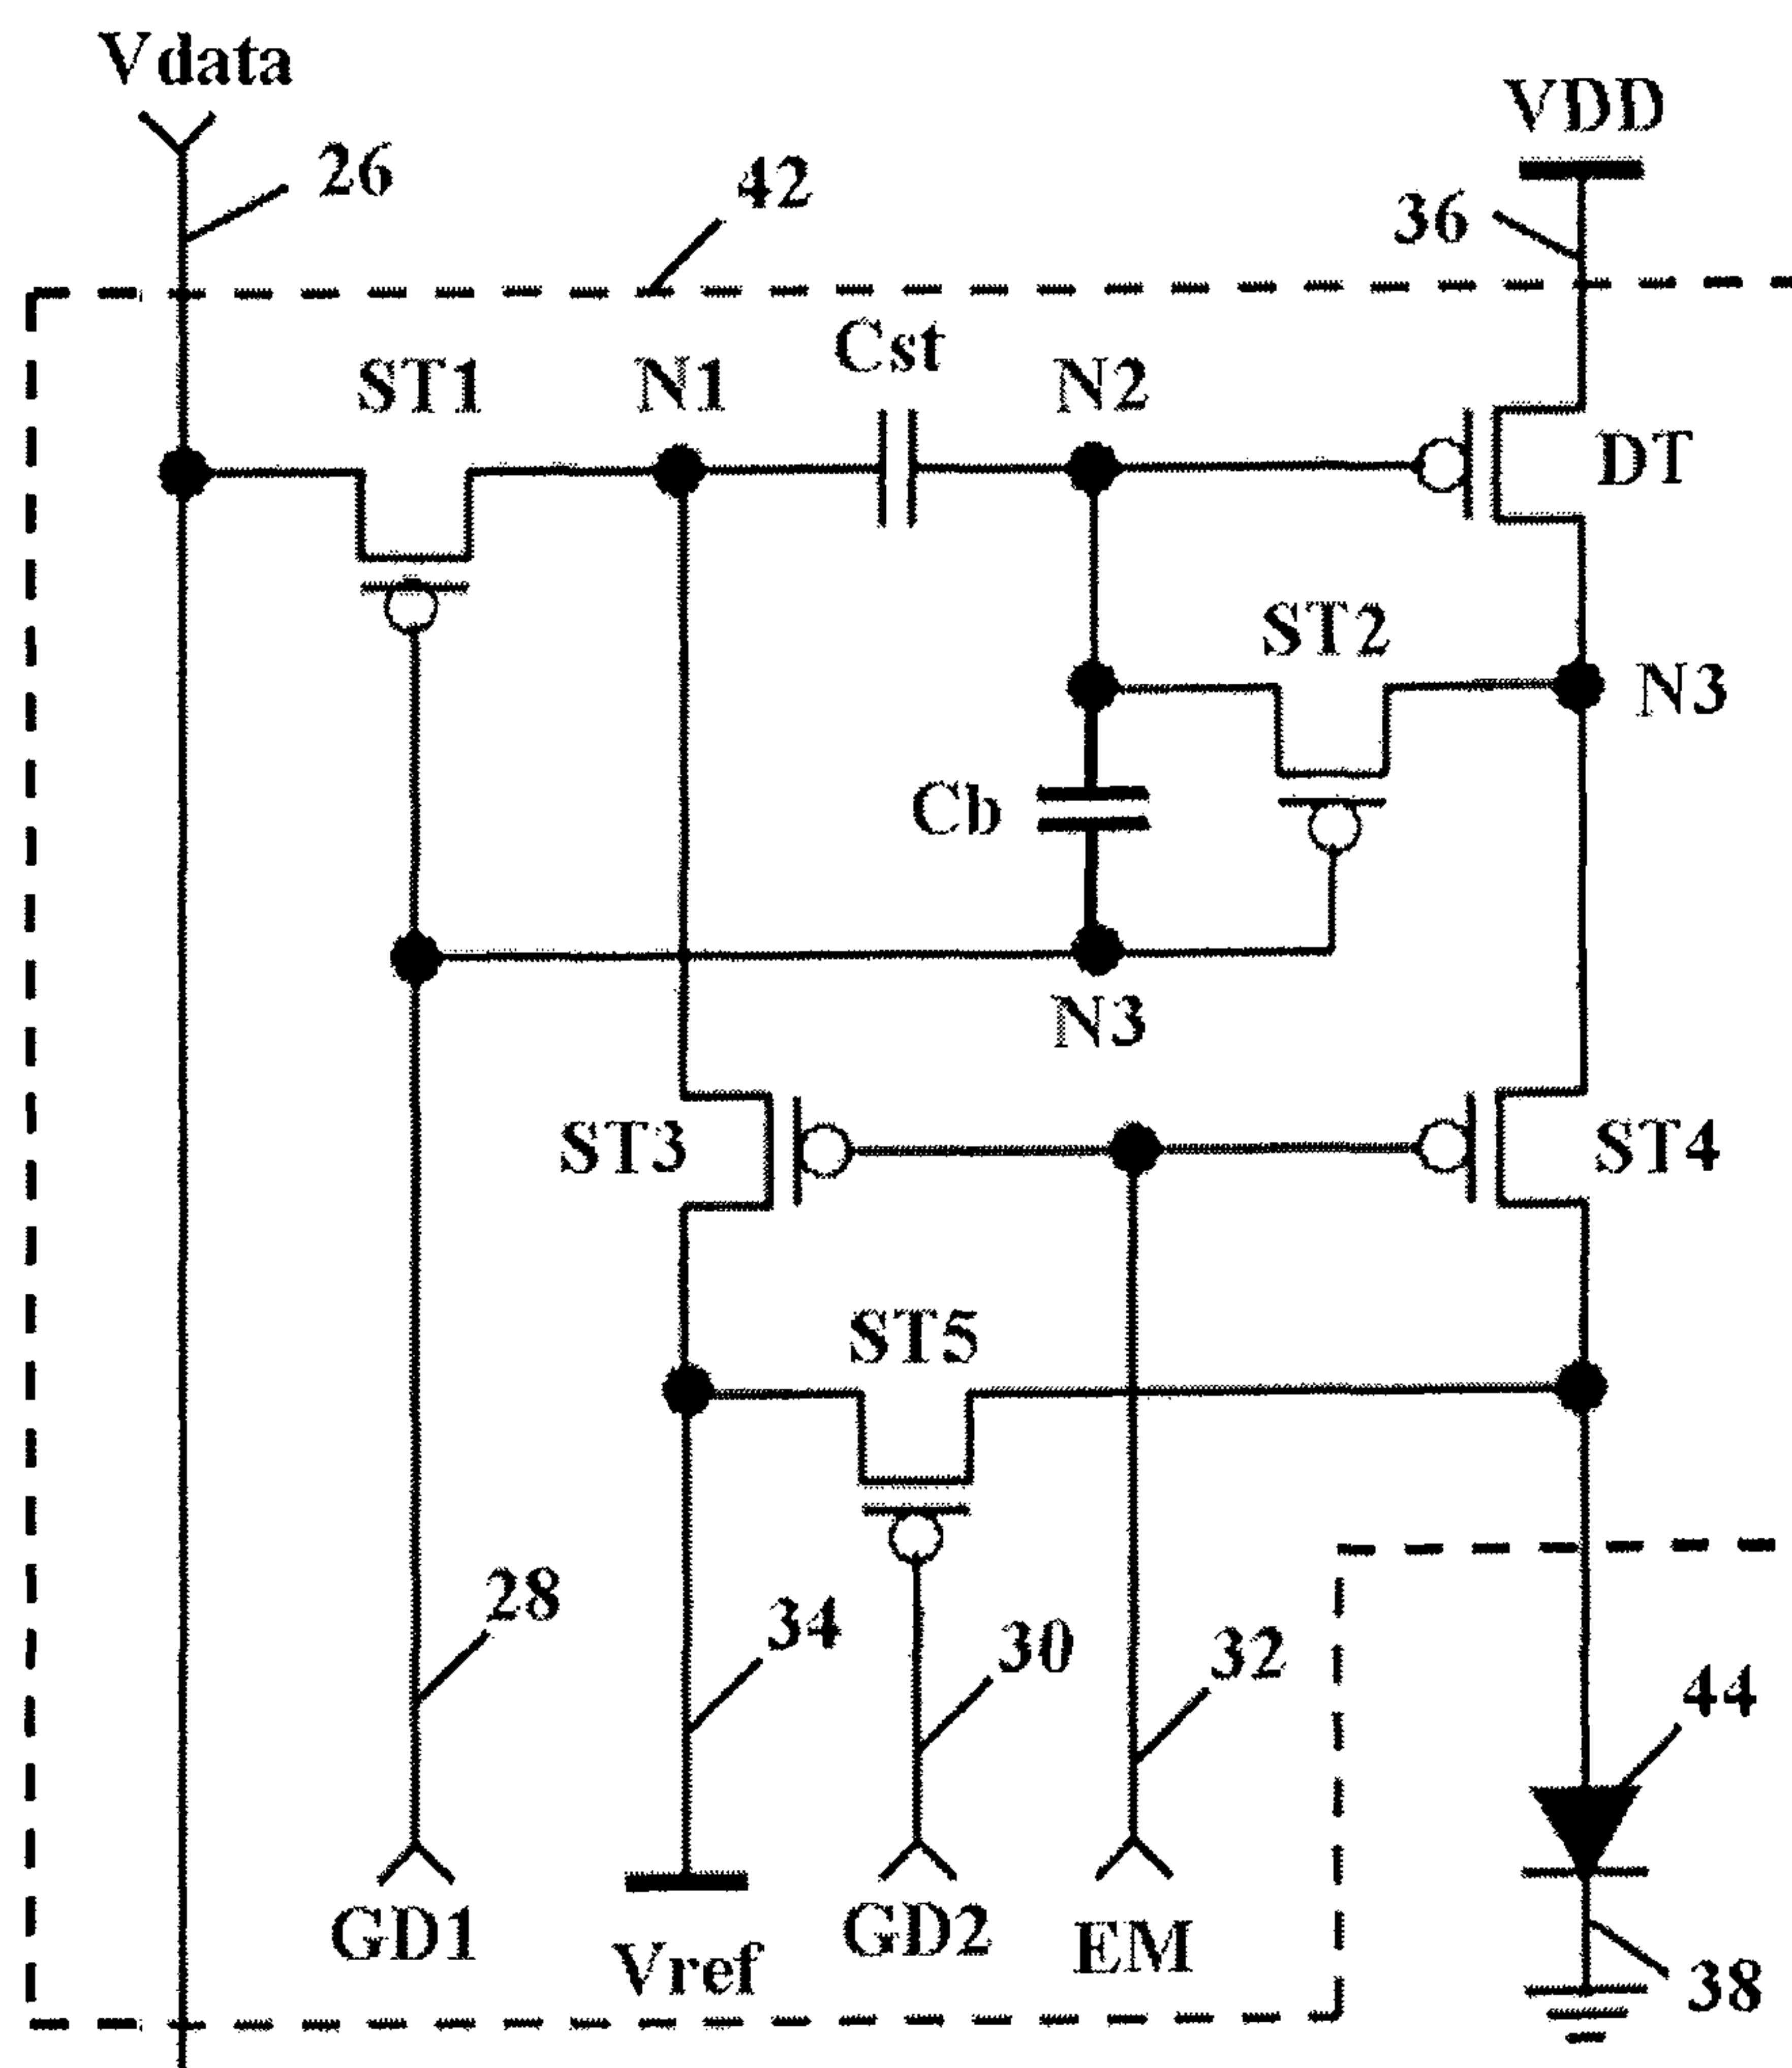 Vdata
VDD
26
42
36
Cst
ST1
N1
N2
DT
ST2
N3
Cb
N3
ST3
ST4
ST5
28
34
30
32
44
GD1
Vref
GD2
EM
38